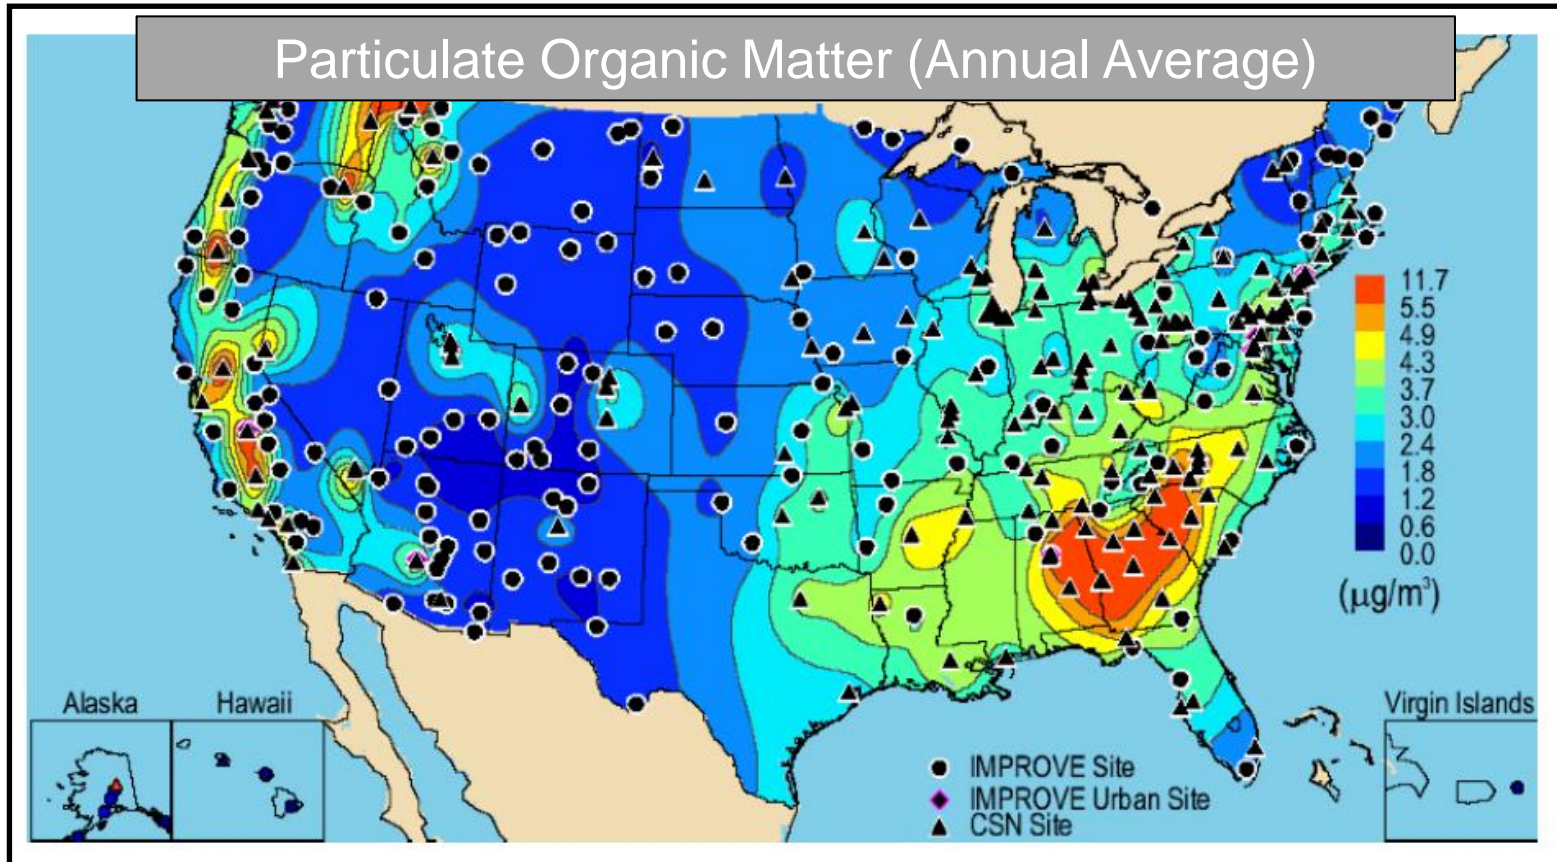 Particulate Organic Matter (Annual Average)
11.7
5.5
4.9
4.3
3.7
3.0
2.4
1.8
1.2
0.6
0.0
(μg/m³)
Alaska
Hawaii
Virgin Islands
IMPROVE Site
IMPROVE Urban Site
CSN Site